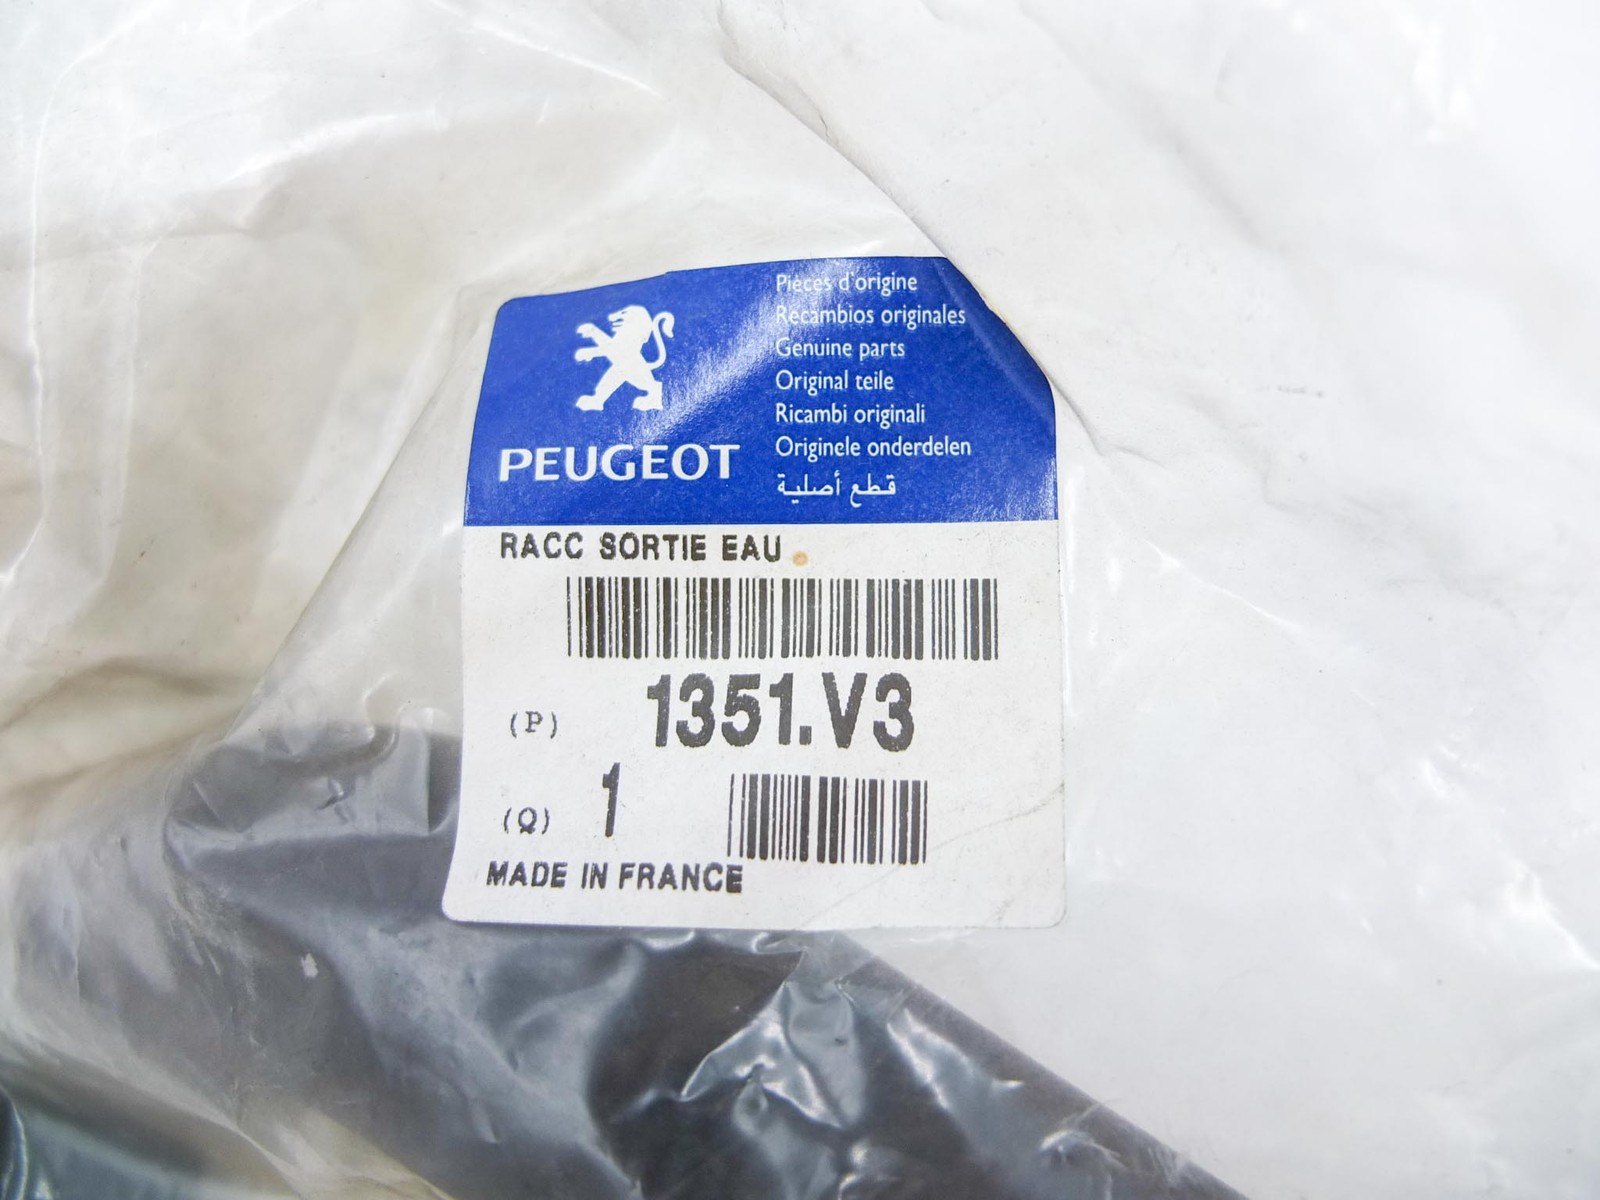 PEUGEOT
Pièces d'origine
Recambios originales
Genuine parts
Original teile
Ricambi originali
Originele onderdelen
قطع أصلية
RACC SORTIE EAU
(P) 1351.V3
(Q) 1
MADE IN FRANCE